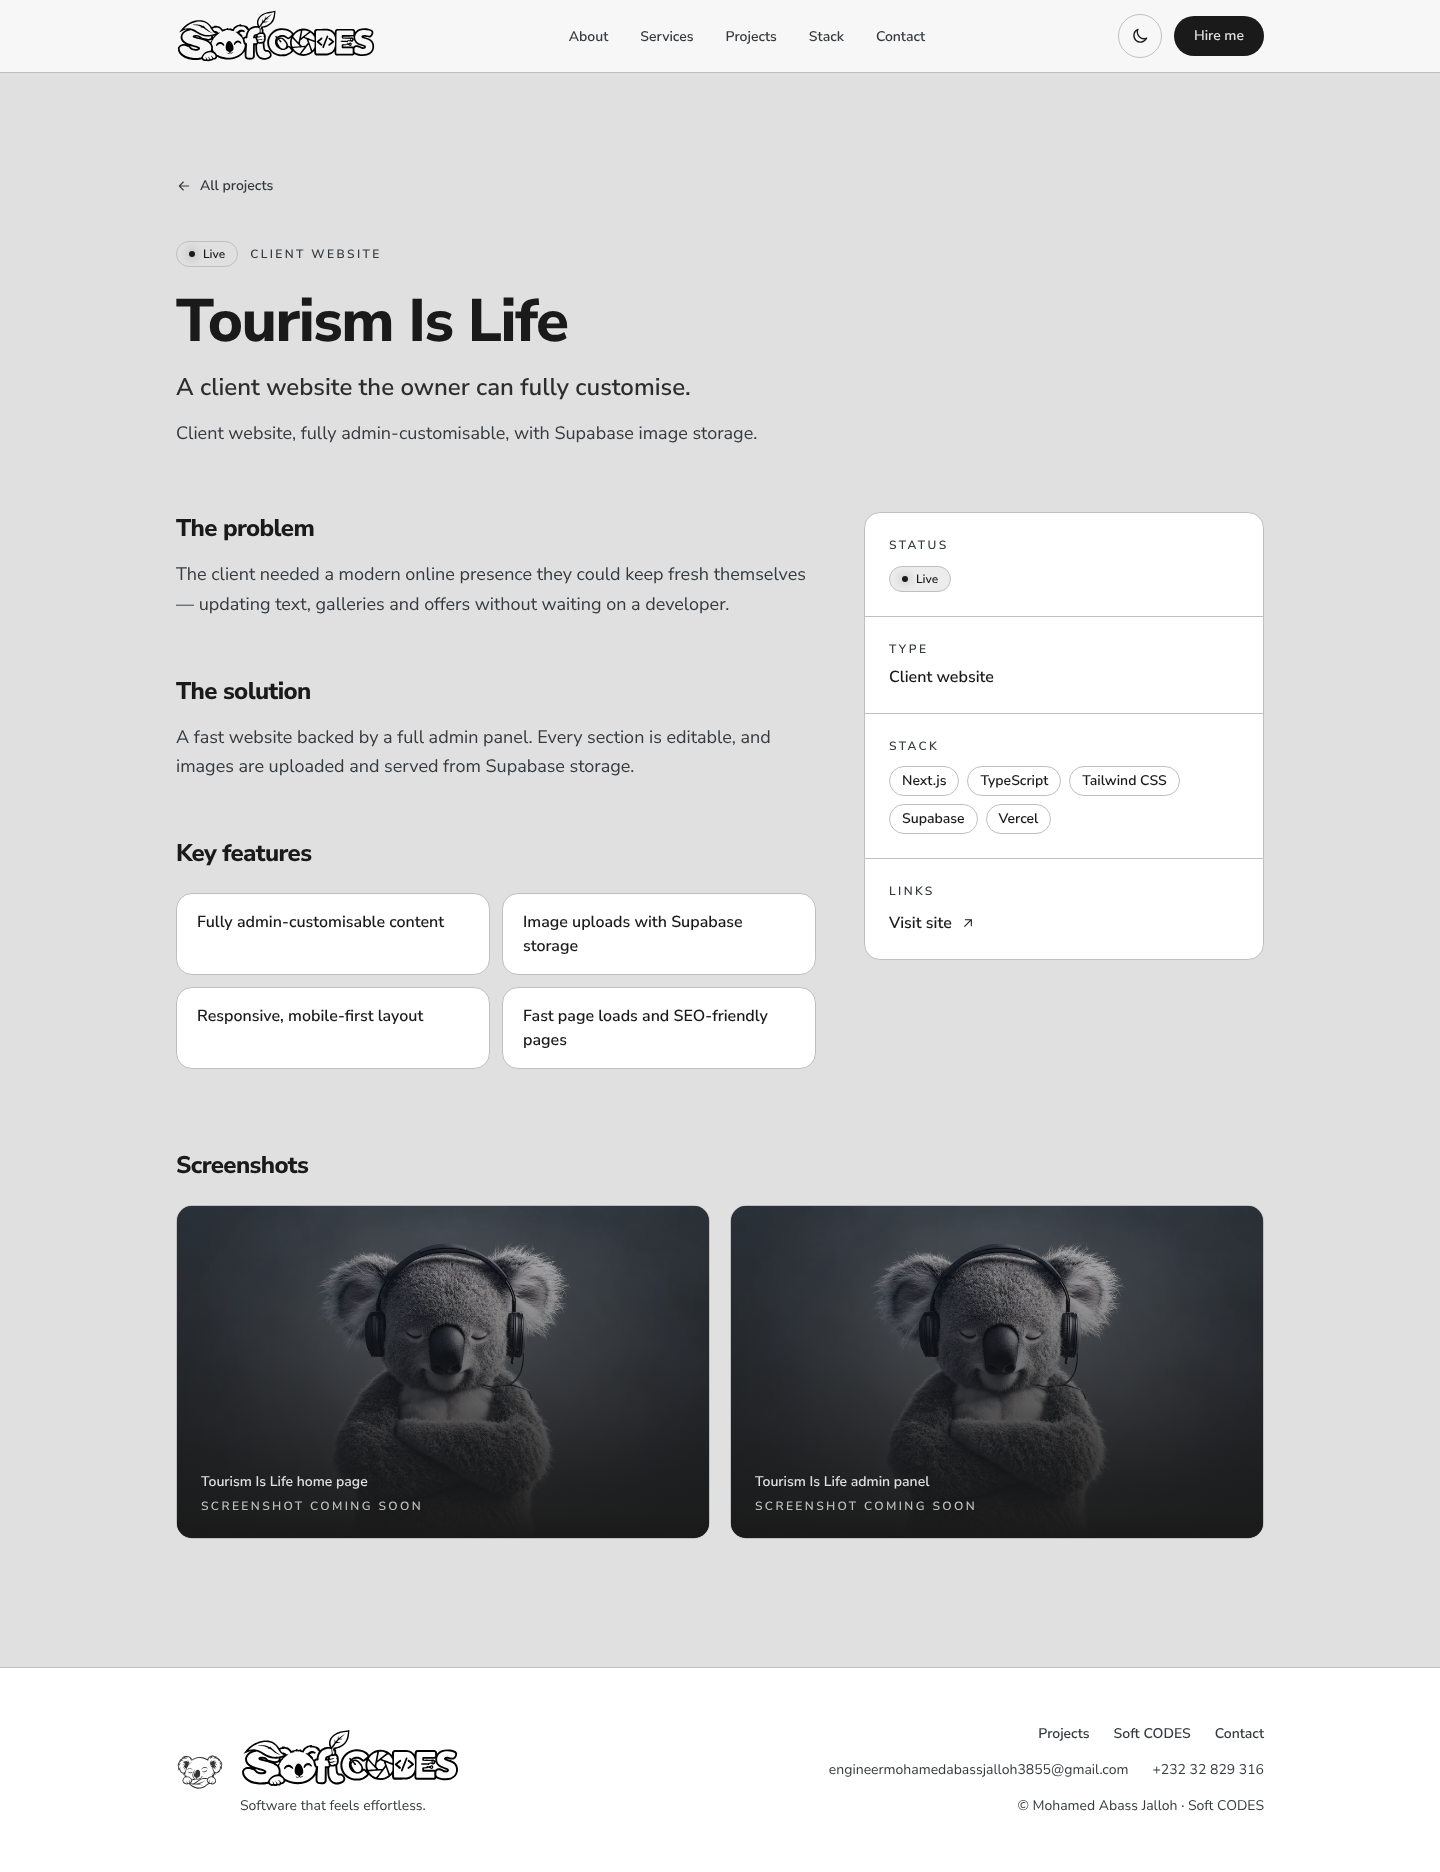 Soft CODES
About
Services
Projects
Stack
Contact
Hire me
All projects
Live
CLIENT WEBSITE
Tourism Is Life
A client website the owner can fully customise.
Client website, fully admin-customisable, with Supabase image storage.
The problem
The client needed a modern online presence they could keep fresh themselves
— updating text, galleries and offers without waiting on a developer.
The solution
A fast website backed by a full admin panel. Every section is editable, and
images are uploaded and served from Supabase storage.
Key features
Fully admin-customisable content
Image uploads with Supabase
storage
Responsive, mobile-first layout
Fast page loads and SEO-friendly
pages
STATUS
Live
TYPE
Client website
STACK
Next.js
TypeScript
Tailwind CSS
Supabase
Vercel
LINKS
Visit site
Screenshots
Tourism Is Life home page
SCREENSHOT COMING SOON
Tourism Is Life admin panel
SCREENSHOT COMING SOON
Soft CODES
Software that feels effortless.
Projects
Soft CODES
Contact
engineermohamedabassjalloh3855@gmail.com
+232 32 829 316
© Mohamed Abass Jalloh · Soft CODES